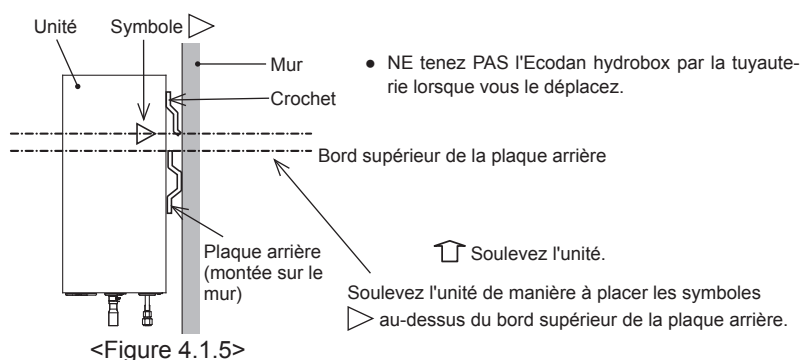 Unité
Symbole ▷
Mur
Crochet
Bord supérieur de la plaque arrière
Plaque arrière
(montée sur le
mur)
<Figure 4.1.5>
● NE tenez PAS l'Ecodan hydrobox par la tuyaute-
rie lorsque vous le déplacez.
⇧ Soulevez l'unité.
Soulevez l'unité de manière à placer les symboles
▷ au-dessus du bord supérieur de la plaque arrière.